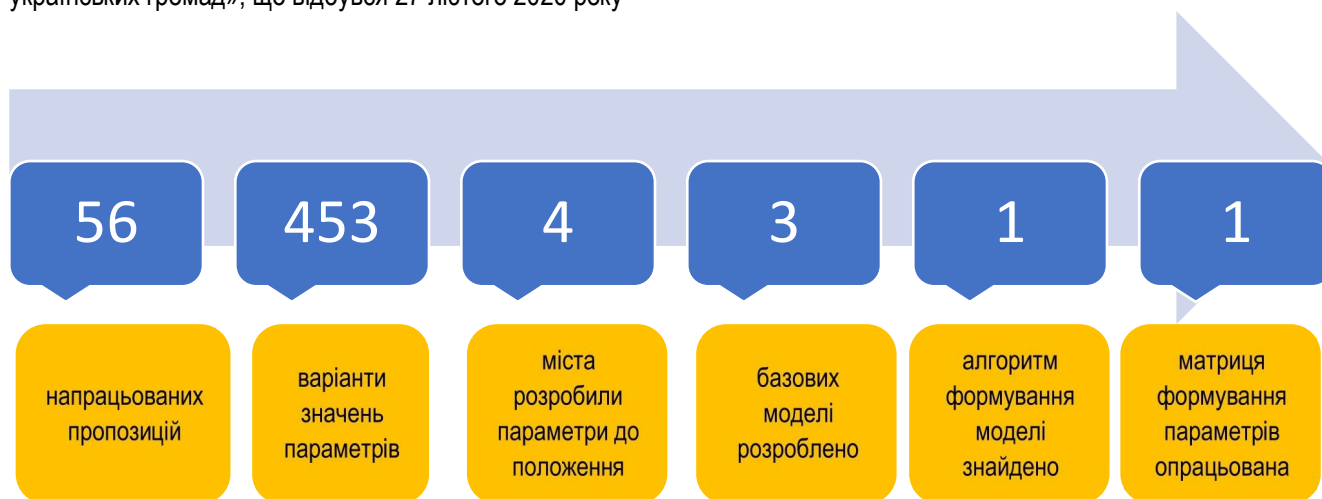 українських громад», що відбувся 27 лютого 2020 року
56
453
4
3
1
1
напрацьованих
пропозицій
варіанти
значень
параметрів
міста
розробили
параметри до
положення
базових
моделі
розроблено
алгоритм
формування
моделі
знайдено
матриця
формування
параметрів
опрацьована